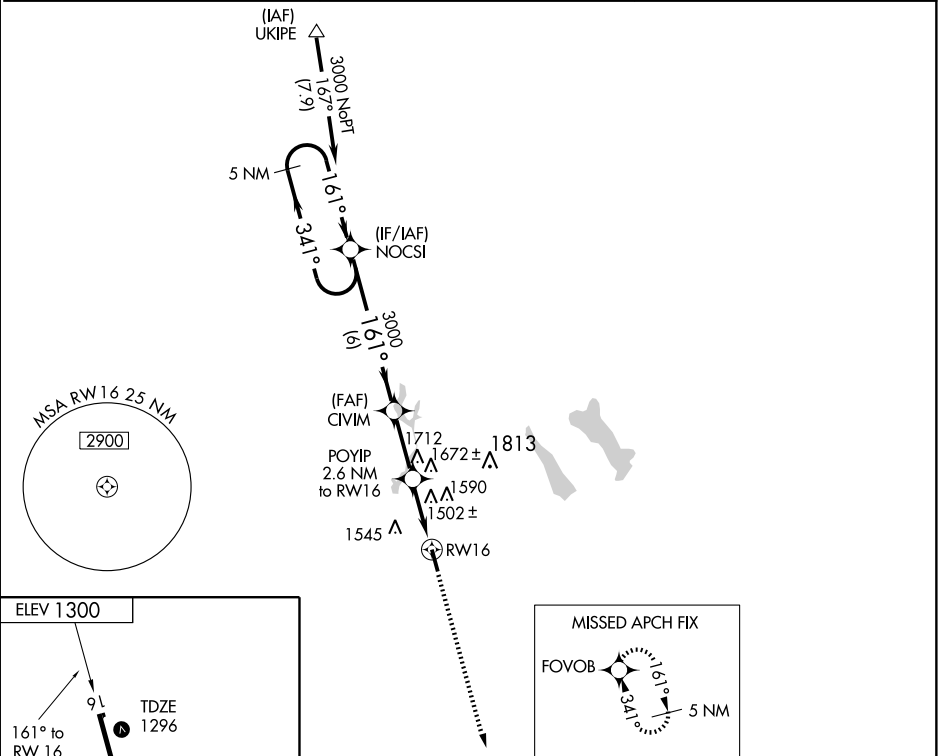 (IAF)
UKIPE
3000 NoPT
167°
(7.9)
5 NM
161°
341°
(IF/IAF)
NOCSI
3000
161°
(6)
(FAF)
CIVIM
MSA RW16 25 NM
2900
1712
1672 ±
1813
POYIP
2.6 NM
to RW16
1590
1502 ±
1545
RW16
ELEV 1300
16
TDZE
1296
161° to
RW 16
MISSED APCH FIX
FOVOB
161°
341°
5 NM